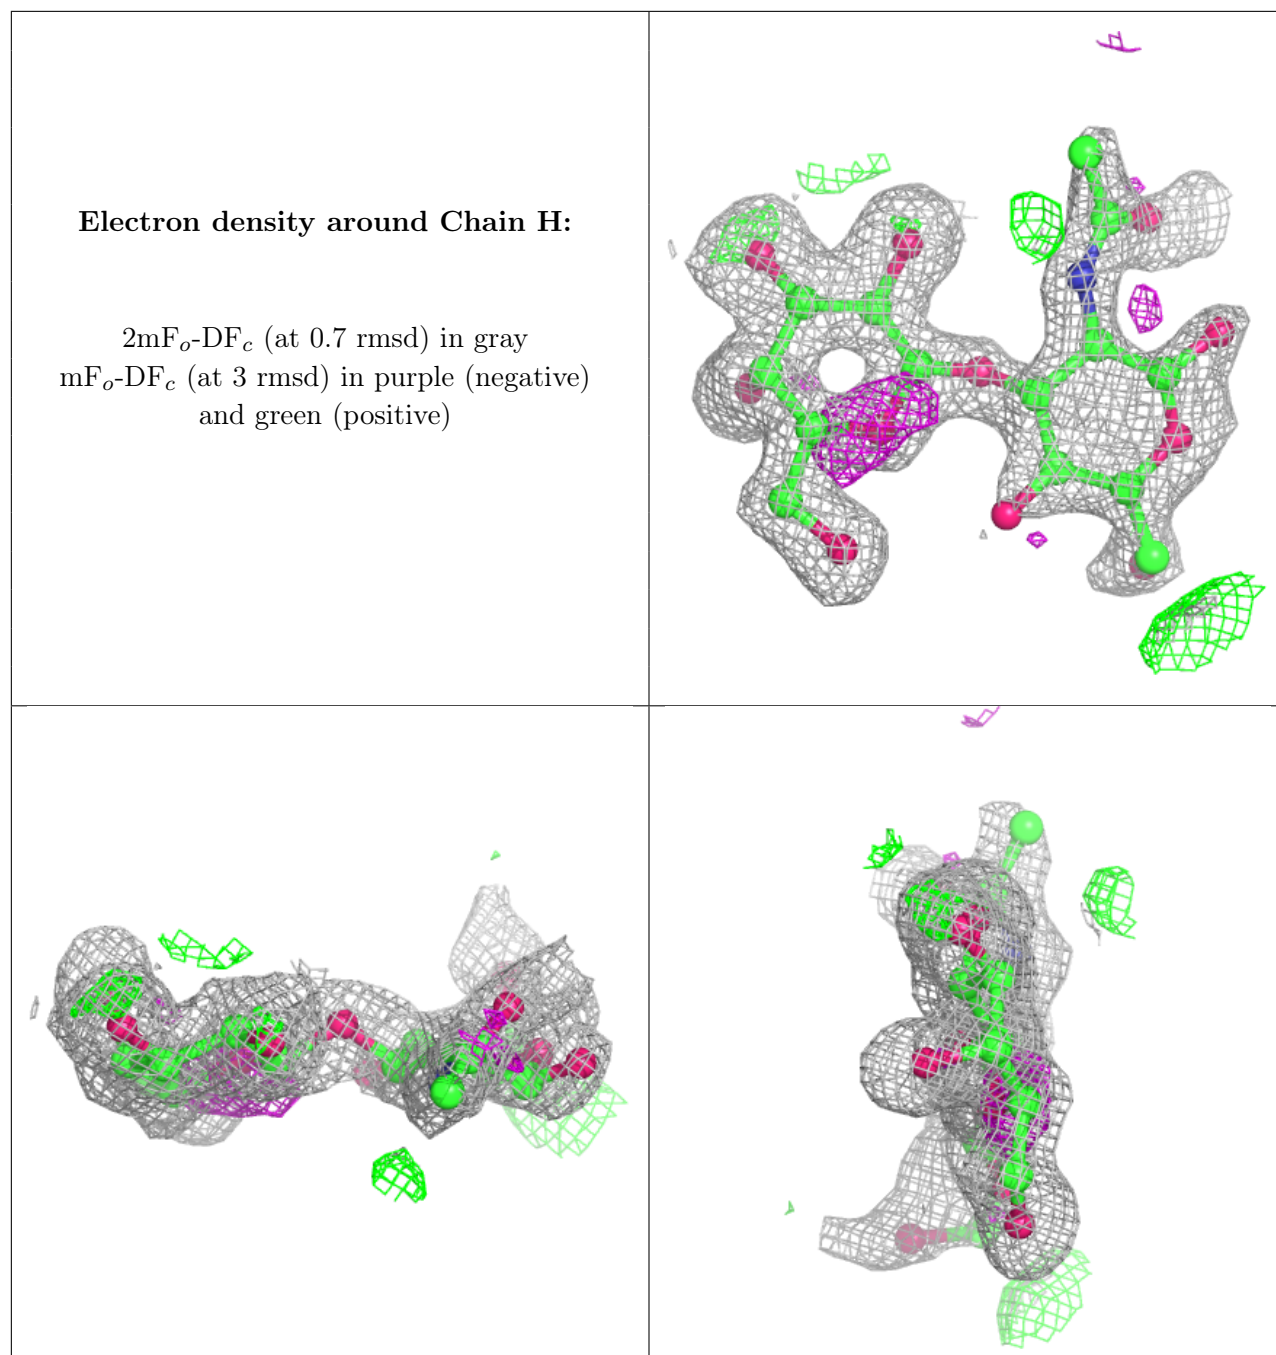 Electron density around Chain H:
2mFₒ-DF𝒸 (at 0.7 rmsd) in gray
mFₒ-DF𝒸 (at 3 rmsd) in purple (negative)
and green (positive)